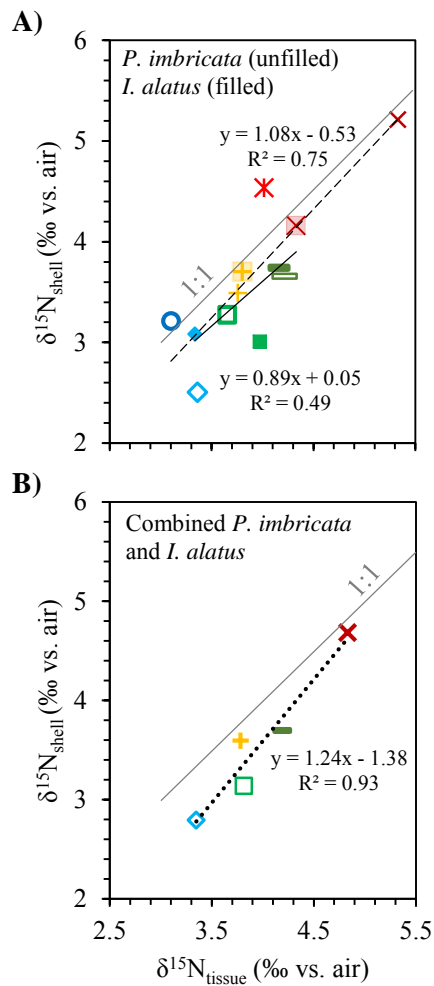 A)
6
P. imbricata (unfilled)
I. alatus (filled)
y = 1.08x - 0.53
R² = 0.75
5
4
3
2
δ¹⁵N_shell (‰ vs. air)
1:1
y = 0.89x + 0.05
R² = 0.49
B)
6
Combined P. imbricata
and I. alatus
1:1
5
4
3
2
δ¹⁵N_shell (‰ vs. air)
y = 1.24x - 1.38
R² = 0.93
2.5 3.5 4.5 5.5
δ¹⁵N_tissue (‰ vs. air)